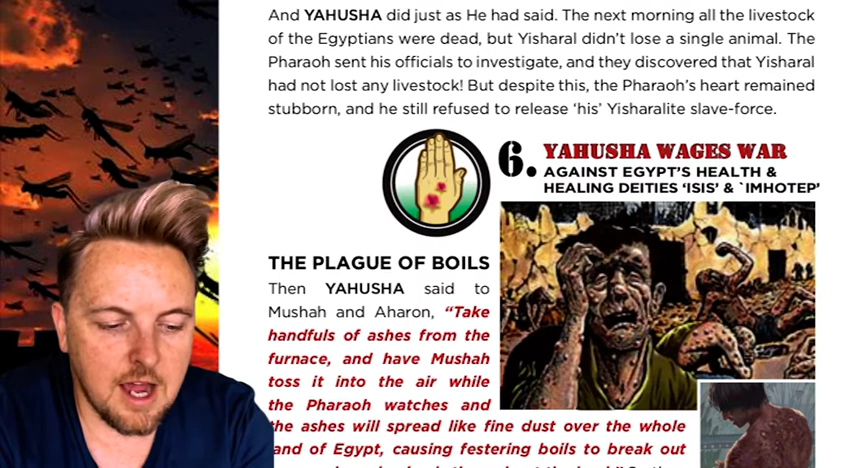 And YAHUSHA did just as He had said. The next morning all the livestock
of the Egyptians were dead, but Yisharal didn't lose a single animal. The
Pharaoh sent his officials to investigate, and they discovered that Yisharal
had not lost any livestock! But despite this, the Pharaoh's heart remained
stubborn, and he still refused to release 'his' Yisharalite slave-force.
6. YAHUSHA WAGES WAR
AGAINST EGYPT'S HEALTH &
HEALING DEITIES 'ISIS' & `IMHOTEP'
THE PLAGUE OF BOILS
Then YAHUSHA said to
Mushah and Aharon, "Take
handfuls of ashes from the
furnace, and have Mushah
toss it into the air while
the Pharaoh watches and
the ashes will spread like fine dust over the whole
land of Egypt, causing festering boils to break out